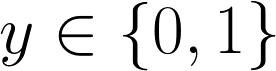 y ∈ {0, 1}